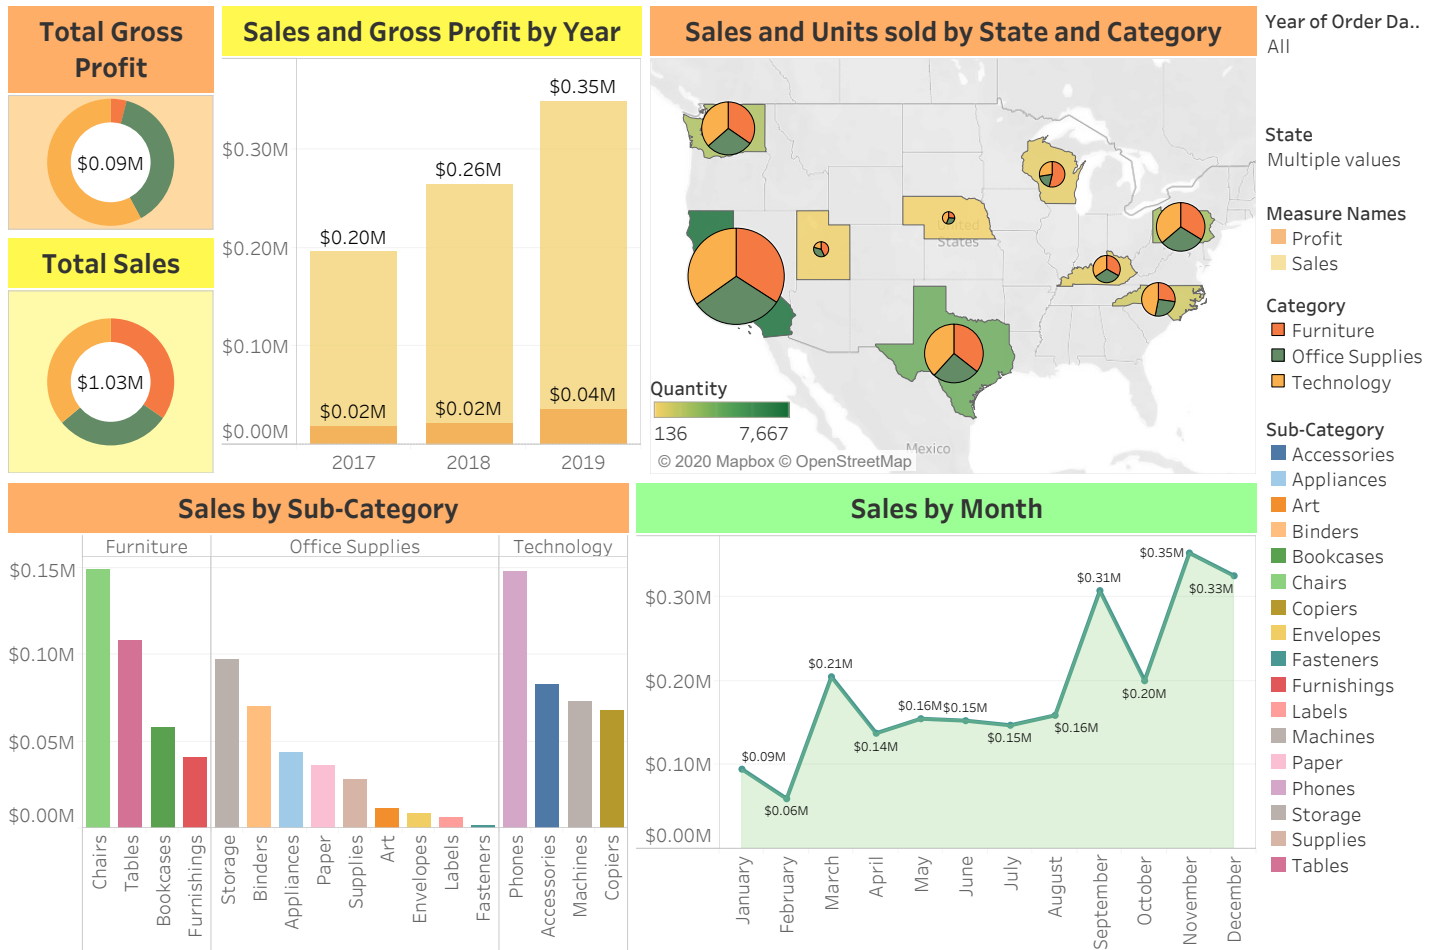 Total Gross
Profit
$0.09M
Total Sales
$1.03M
Sales and Gross Profit by Year
$0.30M
$0.20M
$0.10M
$0.00M
$0.20M
$0.26M
$0.35M
$0.02M
$0.02M
$0.04M
2017
2018
2019
Sales and Units sold by State and Category
United
States
Mexico
Quantity
136
7,667
© 2020 Mapbox © OpenStreetMap
Year of Order Da..
All
State
Multiple values
Measure Names
Profit
Sales
Category
Furniture
Office Supplies
Technology
Sub-Category
Accessories
Appliances
Art
Binders
Bookcases
Chairs
Copiers
Envelopes
Fasteners
Furnishings
Labels
Machines
Paper
Phones
Storage
Supplies
Tables
Sales by Sub-Category
Furniture
Office Supplies
Technology
$0.15M
$0.10M
$0.05M
$0.00M
Chairs
Tables
Bookcases
Furnishings
Storage
Binders
Appliances
Paper
Supplies
Art
Envelopes
Labels
Fasteners
Phones
Accessories
Machines
Copiers
Sales by Month
$0.30M
$0.20M
$0.10M
$0.00M
$0.09M
$0.06M
$0.21M
$0.14M
$0.16M
$0.15M
$0.15M
$0.16M
$0.31M
$0.20M
$0.35M
$0.33M
January
February
March
April
May
June
July
August
September
October
November
December